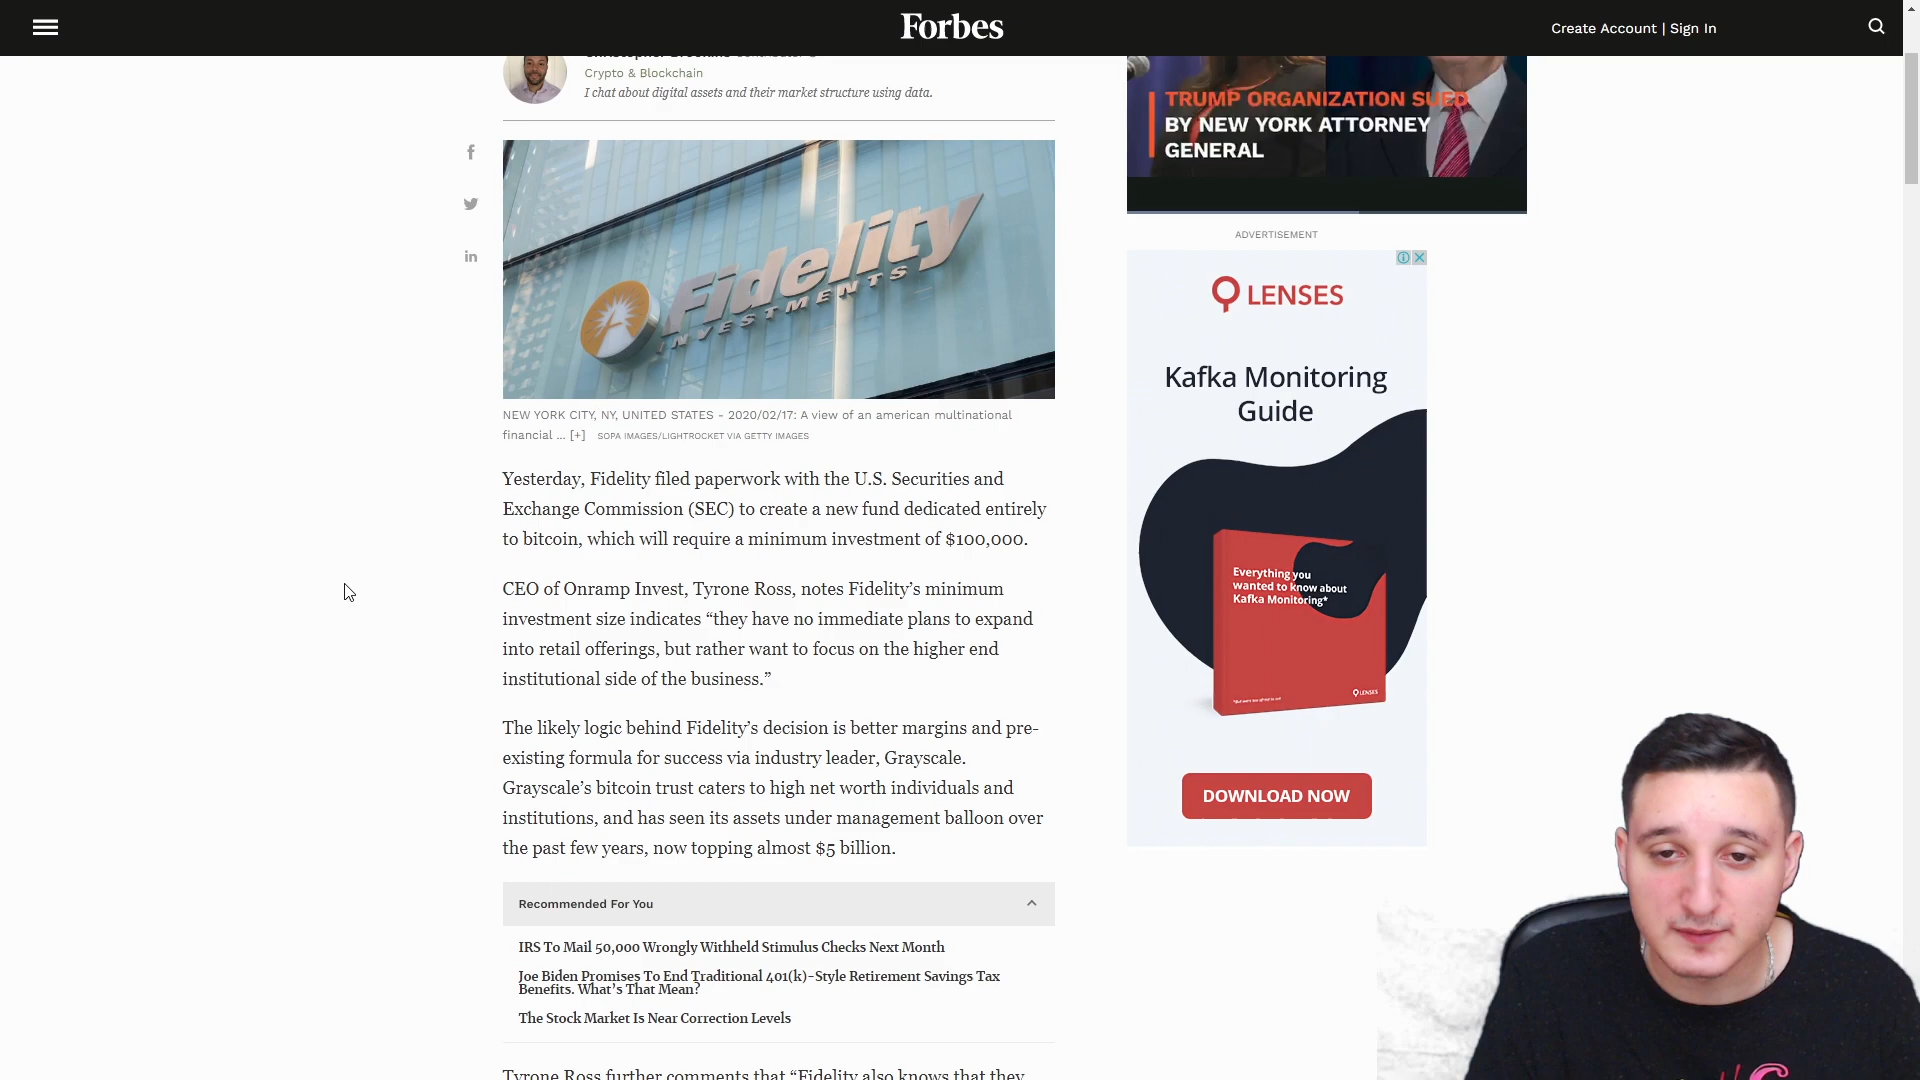 Forbes
Create Account | Sign In
Crypto & Blockchain
I chat about digital assets and their market structure using data.
TRUMP ORGANIZATION SUED
BY NEW YORK ATTORNEY
GENERAL
ADVERTISEMENT
Fidelity
INVESTMENTS
NEW YORK CITY, NY, UNITED STATES - 2020/02/17: A view of an american multinational
financial ... [+] SOPA IMAGES/LIGHTROCKET VIA GETTY IMAGES
Yesterday, Fidelity filed paperwork with the U.S. Securities and
Exchange Commission (SEC) to create a new fund dedicated entirely
to bitcoin, which will require a minimum investment of $100,000.
CEO of Onramp Invest, Tyrone Ross, notes Fidelity’s minimum
investment size indicates “they have no immediate plans to expand
into retail offerings, but rather want to focus on the higher end
institutional side of the business.”
The likely logic behind Fidelity’s decision is better margins and pre-
existing formula for success via industry leader, Grayscale.
Grayscale’s bitcoin trust caters to high net worth individuals and
institutions, and has seen its assets under management balloon over
the past few years, now topping almost $5 billion.
Recommended For You
IRS To Mail 50,000 Wrongly Withheld Stimulus Checks Next Month
Joe Biden Promises To End Traditional 401(k)-Style Retirement Savings Tax
Benefits. What’s That Mean?
The Stock Market Is Near Correction Levels
Tyrone Ross further comments that “Fidelity also knows that they
LENSES
Kafka Monitoring
Guide
Everything you
wanted to know about
Kafka Monitoring*
LENSES
DOWNLOAD NOW